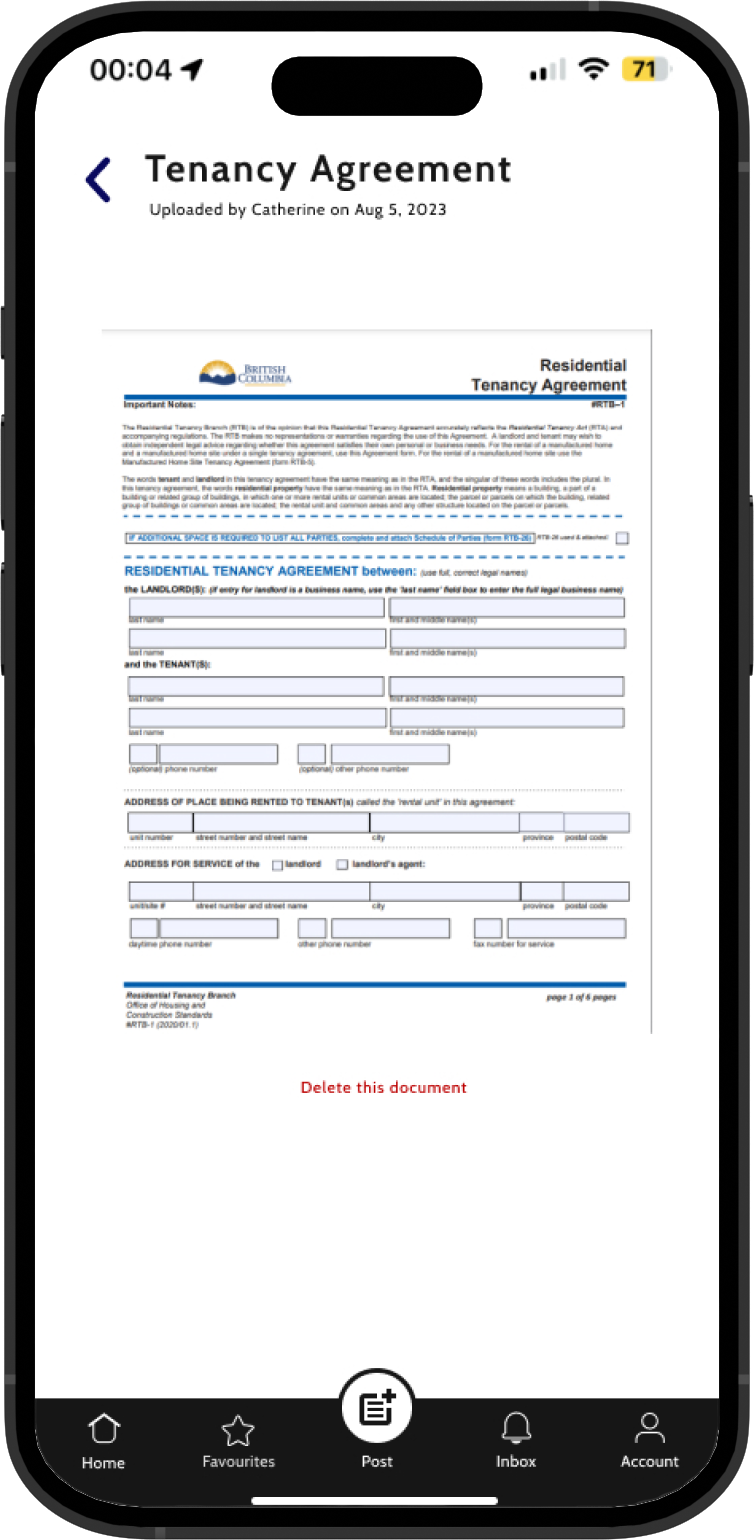 00:04
71
Tenancy Agreement
Uploaded by Catherine on Aug 5, 2023
BRITISH
COLUMBIA
Residential
Tenancy Agreement
Important Notes: #RTB–1
The Residential Tenancy Branch (RTB) is of the opinion that this Residential Tenancy Agreement accurately reflects the Residential Tenancy Act (RTA) and
accompanying regulations. The RTB makes no representations or warranties regarding the use of this Agreement. A landlord and tenant may wish to
obtain independent legal advice regarding whether this agreement satisfies their own personal or business needs. For the rental of a manufactured home
and a manufactured home site under a single tenancy agreement, use this Agreement form. For the rental of a manufactured home site use the
Manufactured Home Site Tenancy Agreement (form RTB-5).
The words tenant and landlord in this tenancy agreement have the same meaning as in the RTA, and the singular of these words includes the plural. In
this tenancy agreement, the words residential property have the same meaning as in the RTA. Residential property means a building, a part of a
building or related group of buildings, in which one or more rental units or common areas are located; the parcel or parcels on which the building, related
group of buildings or common areas are located; the rental unit and common areas and any other structure located on the parcel or parcels.
IF ADDITIONAL SPACE IS REQUIRED TO LIST ALL PARTIES, complete and attach Schedule of Parties (form RTB-26) RTB-26 used & attached:
RESIDENTIAL TENANCY AGREEMENT between: (use full, correct legal names)
the LANDLORD(S): (if entry for landlord is a business name, use the 'last name' field box to enter the full legal business name)
last name first and middle name(s)
last name first and middle name(s)
and the TENANT(S):
last name first and middle name(s)
last name first and middle name(s)
(optional) phone number (optional) other phone number
ADDRESS OF PLACE BEING RENTED TO TENANT(s) called the 'rental unit' in this agreement:
unit number street number and street name city province postal code
ADDRESS FOR SERVICE of the landlord landlord's agent:
unit/site # street number and street name city province postal code
daytime phone number other phone number fax number for service
Residential Tenancy Branch page 1 of 6 pages
Office of Housing and
Construction Standards
#RTB-1 (2020/01.1)
Delete this document
Home Favourites Post Inbox Account